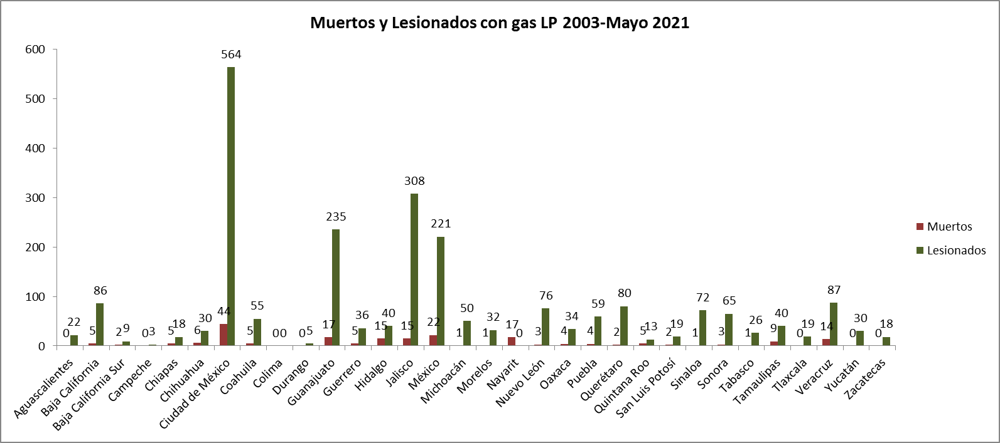 Muertos y Lesionados con gas LP 2003-Mayo 2021
600
500
400
300
200
100
0
0 22
5 86
2 9
0 3
5 18
6 30
44 564
5 55
0 0
0 5
17 235
5 36
15 40
15 308
22 221
1 50
1 32
17 0
3 76
4 34
4 59
2 80
5 13
2 19
1 72
3 65
1 26
9 40
0 19
14 87
0 30
0 18
Aguascalientes
Baja California
Baja California Sur
Campeche
Chiapas
Chihuahua
Ciudad de México
Coahuila
Colima
Durango
Guanajuato
Guerrero
Hidalgo
Jalisco
México
Michoacán
Morelos
Nayarit
Nuevo León
Oaxaca
Puebla
Querétaro
Quintana Roo
San Luis Potosí
Sinaloa
Sonora
Tabasco
Tamaulipas
Tlaxcala
Veracruz
Yucatán
Zacatecas
Muertos
Lesionados